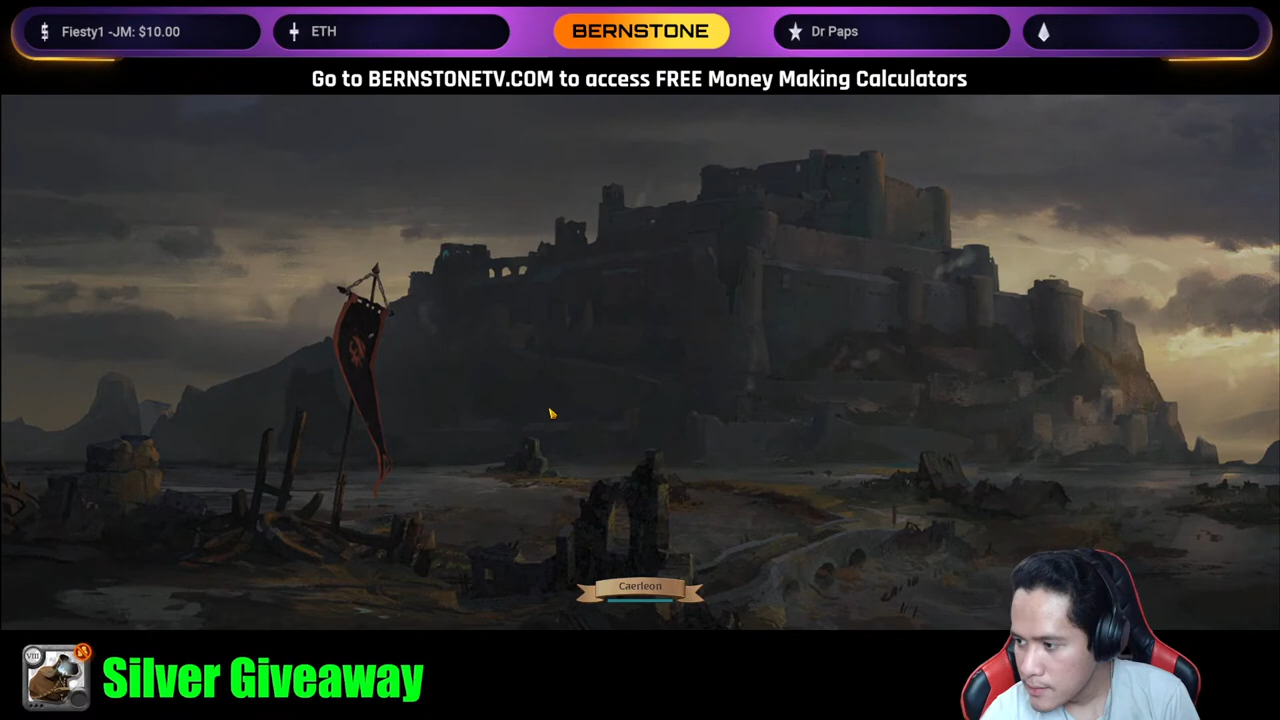 Fiesty1 -JM: $10.00
ETH
BERNSTONE
Dr Paps
Go to BERNSTONETV.COM to access FREE Money Making Calculators
Caerleon
VIII
Silver Giveaway